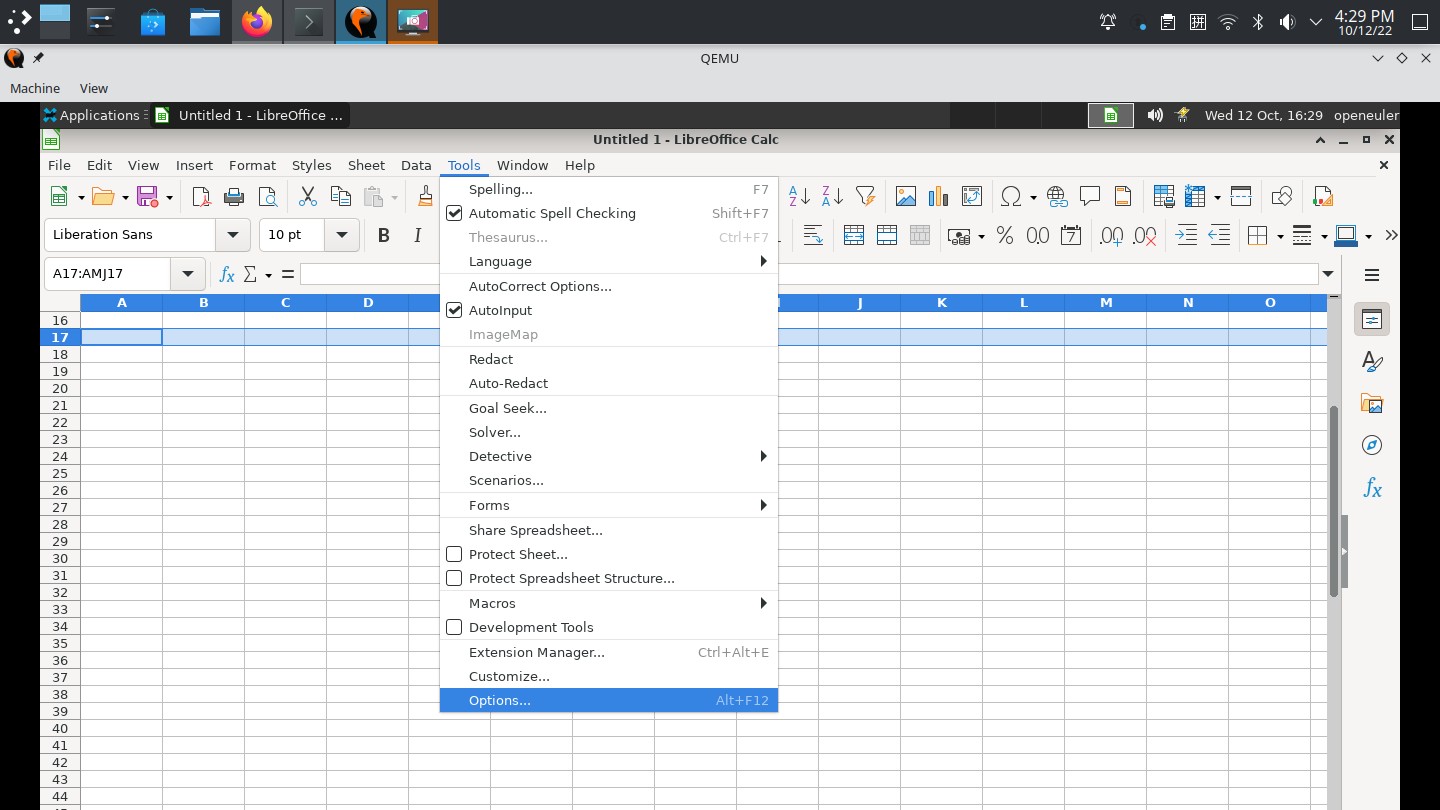 4:29 PM
10/12/22
QEMU
Machine View
Applications Untitled 1 - LibreOffice ... Wed 12 Oct, 16:29 openeuler
Untitled 1 - LibreOffice Calc
File Edit View Insert Format Styles Sheet Data Tools Window Help
Liberation Sans 10 pt B I
A17:AMJ17
A B C D J K L M N O
16
17
18
19
20
21
22
23
24
25
26
27
28
29
30
31
32
33
34
35
36
37
38
39
40
41
42
43
44
Spelling... F7
Automatic Spell Checking Shift+F7
Thesaurus... Ctrl+F7
Language
AutoCorrect Options...
AutoInput
ImageMap
Redact
Auto-Redact
Goal Seek...
Solver...
Detective
Scenarios...
Forms
Share Spreadsheet...
Protect Sheet...
Protect Spreadsheet Structure...
Macros
Development Tools
Extension Manager... Ctrl+Alt+E
Customize...
Options... Alt+F12